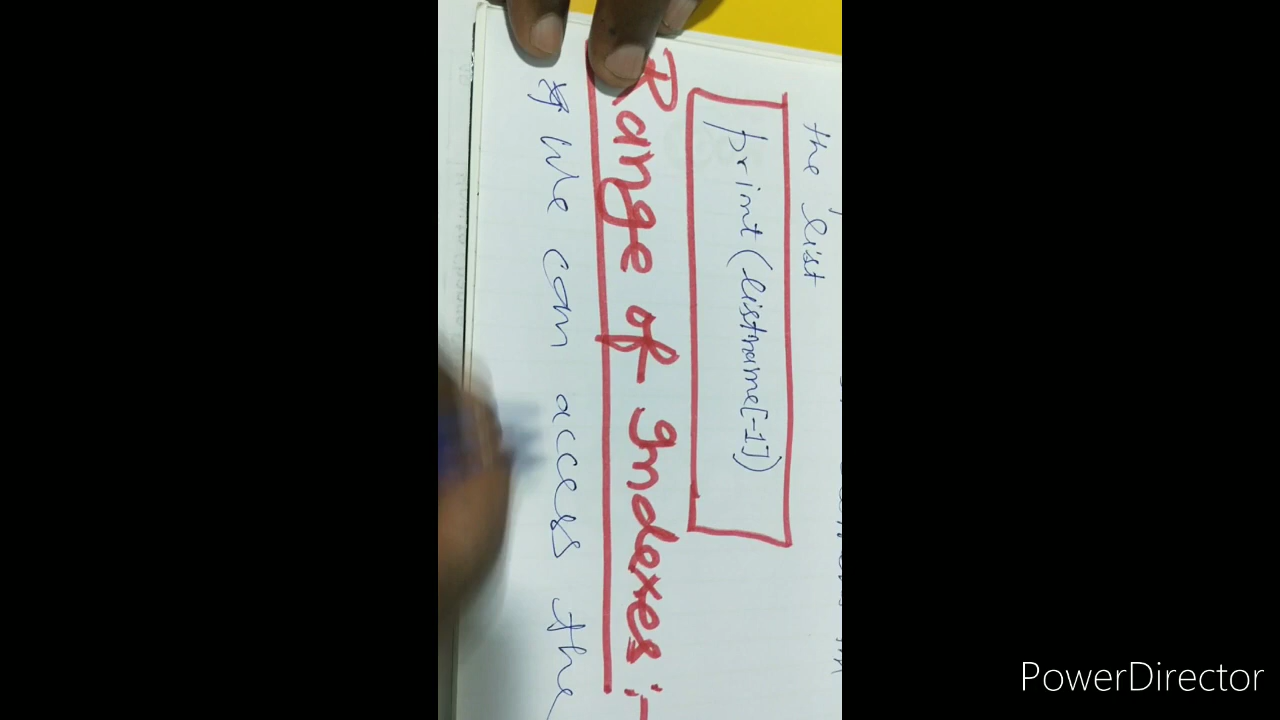 the list
print(listname[-1])
Range of Indexes :-
* We can access the
PowerDirector